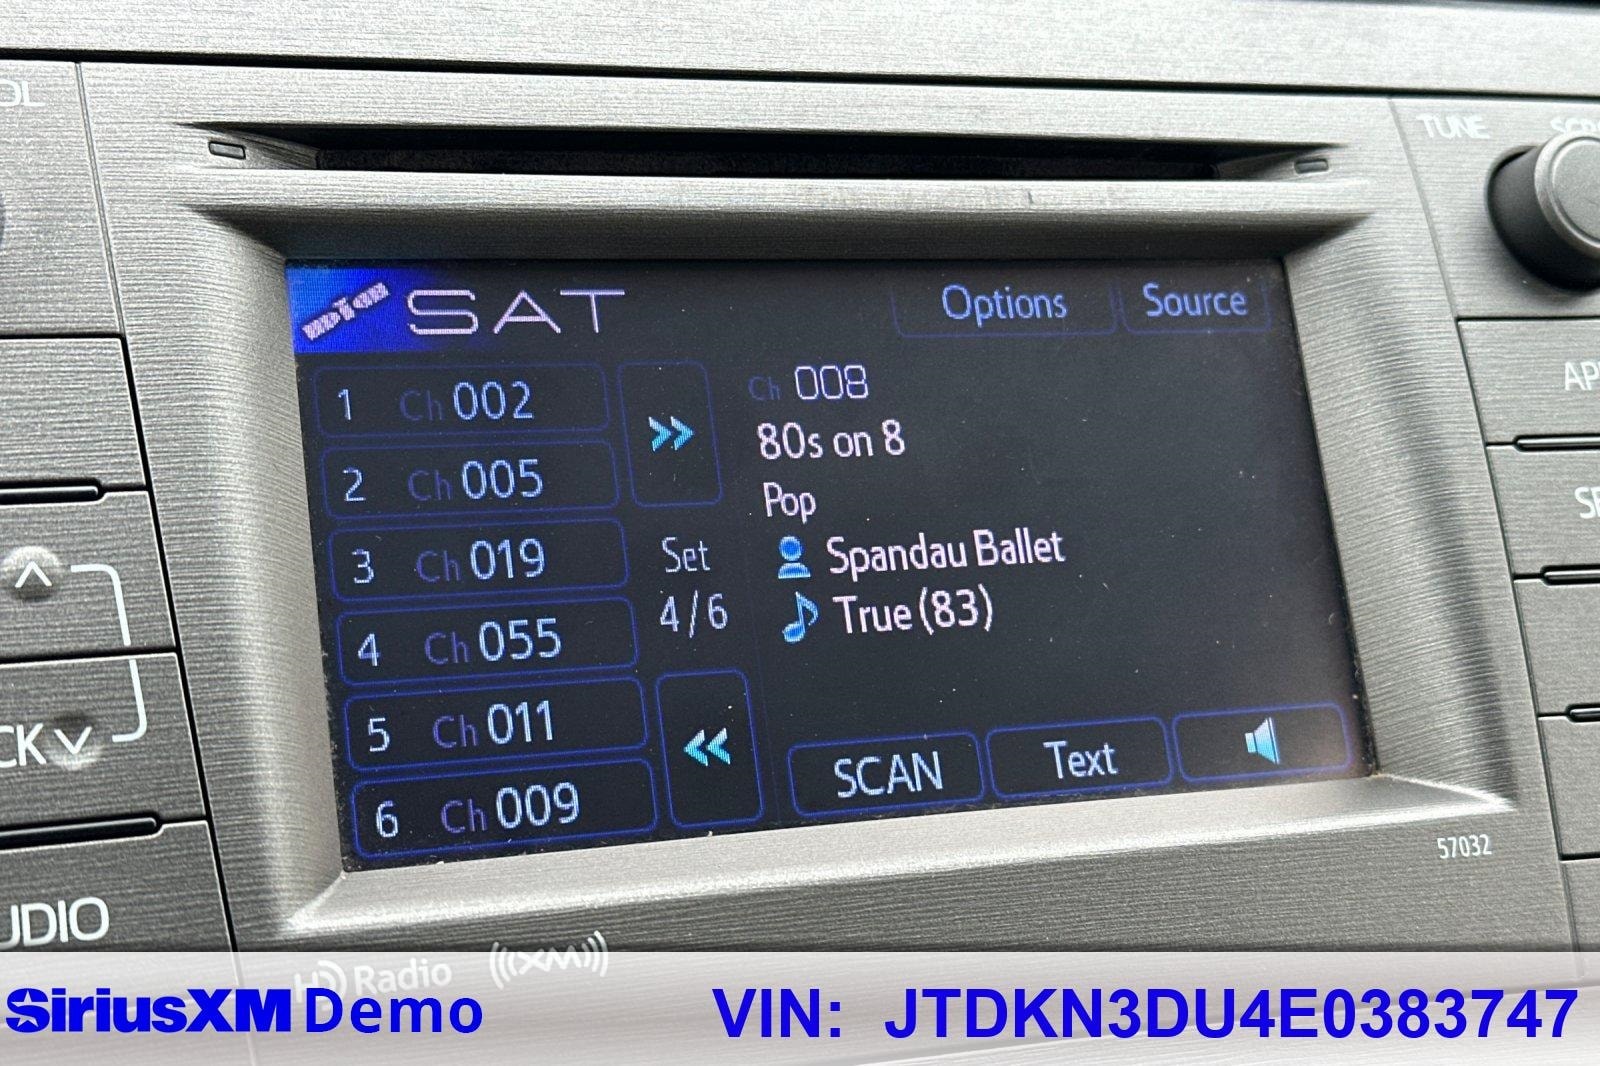 TUNE
SAT
Options
Source
1 Ch 002
2 Ch 005
3 Ch 019
4 Ch 055
5 Ch 011
6 Ch 009
>>
Set
4/6
<<
Ch 008
80s on 8
Pop
Spandau Ballet
True (83)
SCAN
Text
57032
HD Radio ((XM))
SiriusXM Demo
VIN: JTDKN3DU4E0383747